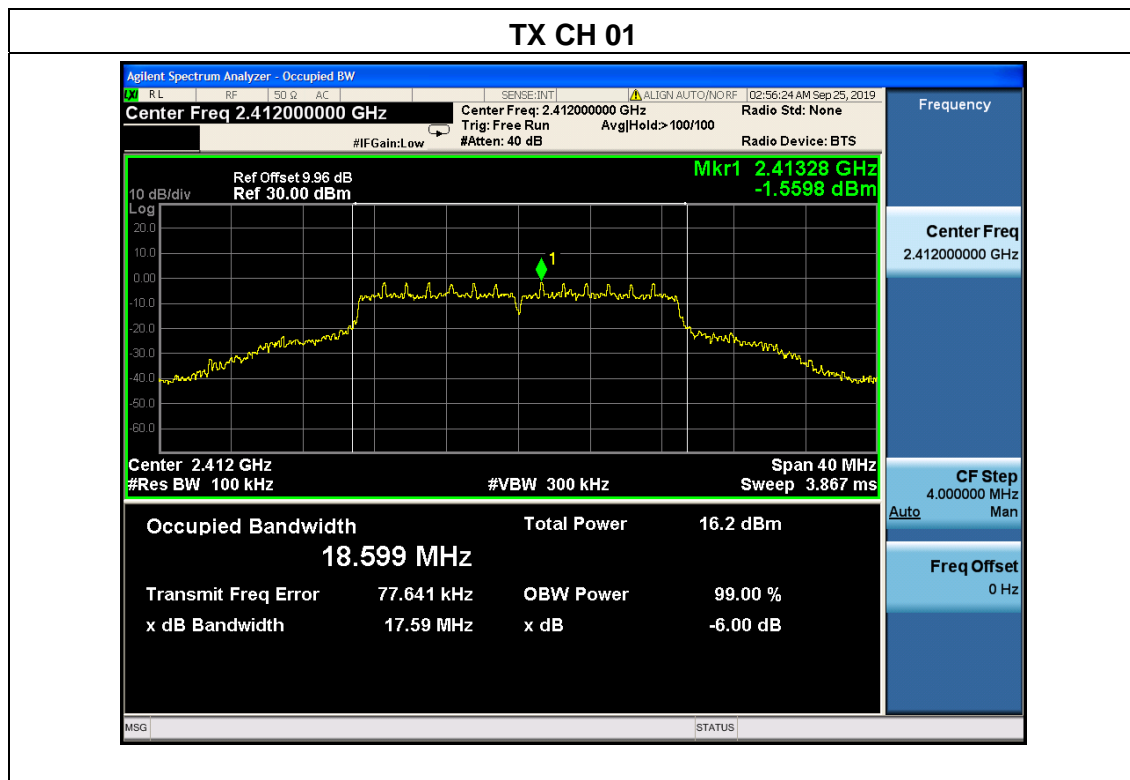 TX CH 01
Agilent Spectrum Analyzer - Occupied BW
LXI RL RF 50 Ω AC SENSE:INT ALIGN AUTO/NO RF 02:56:24 AM Sep 25, 2019
Center Freq 2.412000000 GHz
Center Freq: 2.412000000 GHz Radio Std: None
Trig: Free Run Avg|Hold:>100/100
#IFGain:Low #Atten: 40 dB Radio Device: BTS
Mkr1 2.41328 GHz
-1.5598 dBm
Ref Offset 9.96 dB
10 dB/div Ref 30.00 dBm
Log
20.0
10.0
0.00
-10.0
-20.0
-30.0
-40.0
-50.0
-60.0
1
Center 2.412 GHz Span 40 MHz
#Res BW 100 kHz #VBW 300 kHz Sweep 3.867 ms
Occupied Bandwidth Total Power 16.2 dBm
18.599 MHz
Transmit Freq Error 77.641 kHz OBW Power 99.00 %
x dB Bandwidth 17.59 MHz x dB -6.00 dB
MSG STATUS
Frequency
Center Freq
2.412000000 GHz
CF Step
4.000000 MHz
Auto Man
Freq Offset
0 Hz